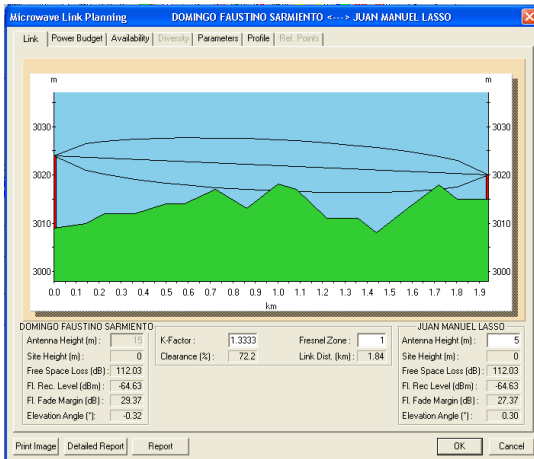 Microwave Link Planning DOMINGO FAUSTINO SARMIENTO <---> JUAN MANUEL LASSO
Link Power Budget Availability Diversity Parameters Profile Ref. Points
m m
3030 3030
3020 3020
3010 3010
3000 3000
0.0 0.1 0.2 0.3 0.4 0.5 0.6 0.7 0.8 0.9 1.0 1.1 1.2 1.3 1.4 1.5 1.6 1.7 1.8 1.9
km
DOMINGO FAUSTINO SARMIENTO JUAN MANUEL LASSO
Antenna Height (m) : 15 K-Factor : 1.3333 Fresnel Zone : 1 Antenna Height (m) : 5
Site Height (m) : 0 Clearance (%) : 72.2 Link Dist. (km) : 1.84 Site Height (m) : 0
Free Space Loss (dB) : 112.03 Free Space Loss (dB) : 112.03
Fl. Rec. Level (dBm) : -64.63 Fl. Rec. Level (dBm) : -64.63
Fl. Fade Margin (dB) : 29.37 Fl. Fade Margin (dB) : 27.37
Elevation Angle (°): -0.32 Elevation Angle (°): 0.30
Print Image Detailed Report Report OK Cancel